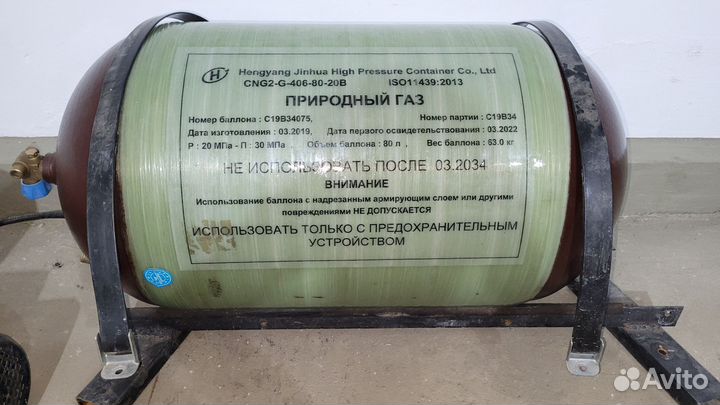 Hengyang Jinhua High Pressure Container Co., Ltd
CNG2-G-406-80-20B ISO11439:2013
ПРИРОДНЫЙ ГАЗ
Номер баллона : C19B34075, Номер партии : C19B34
Дата изготовления : 03.2019, Дата первого освидетельствования : 03.2022
Р : 20 МПа - П : 30 МПа , Объем баллона : 80 л , Вес баллона : 63.0 кг
НЕ ИСПОЛЬЗОВАТЬ ПОСЛЕ 03.2034
ВНИМАНИЕ
Использование баллона с надрезанным армирующим слоем или другими
повреждениями НЕ ДОПУСКАЕТСЯ
ИСПОЛЬЗОВАТЬ ТОЛЬКО С ПРЕДОХРАНИТЕЛЬНЫМ
УСТРОЙСТВОМ
Avito